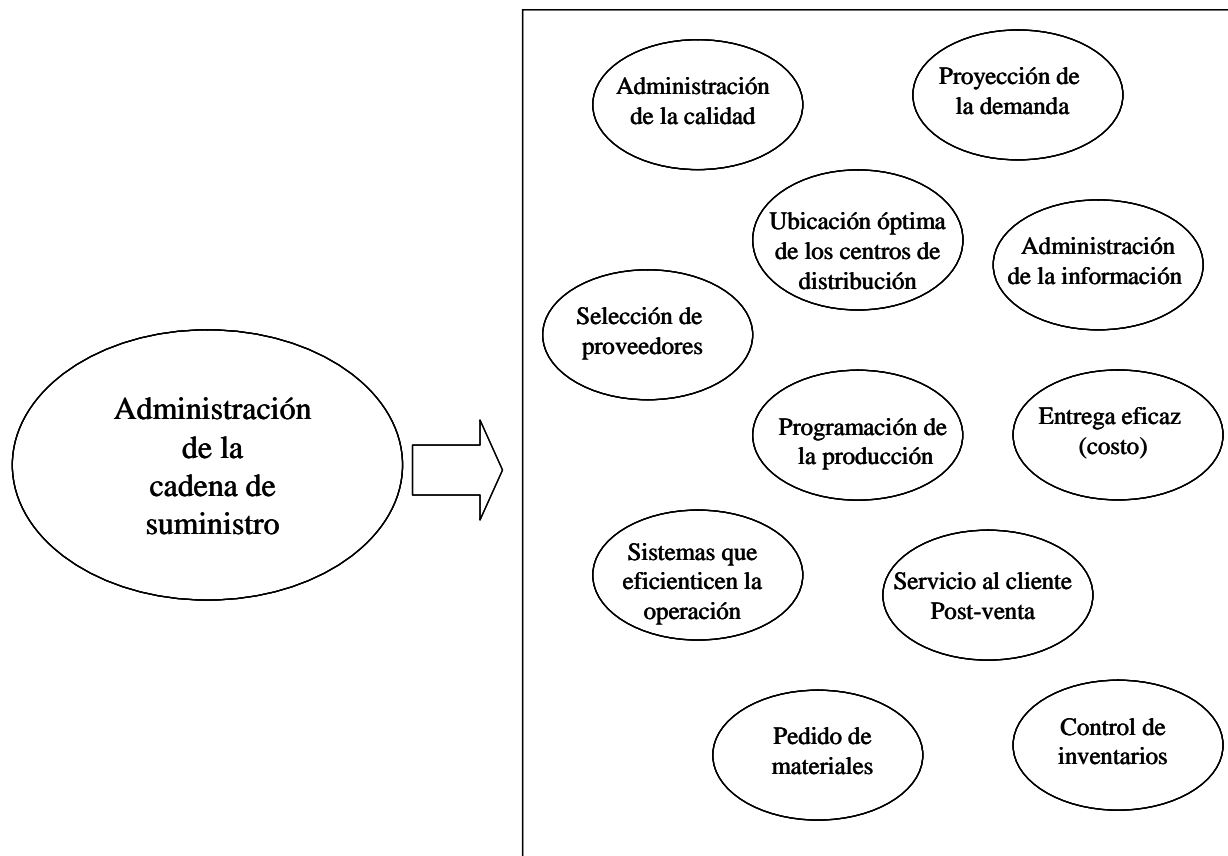 Administración
de la
cadena de
suministro
Administración
de la calidad
Proyección de
la demanda
Ubicación óptima
de los centros de
distribución
Administración
de la información
Selección de
proveedores
Programación de
la producción
Entrega eficaz
(costo)
Sistemas que
eficienticen la
operación
Servicio al cliente
Post-venta
Pedido de
materiales
Control de
inventarios